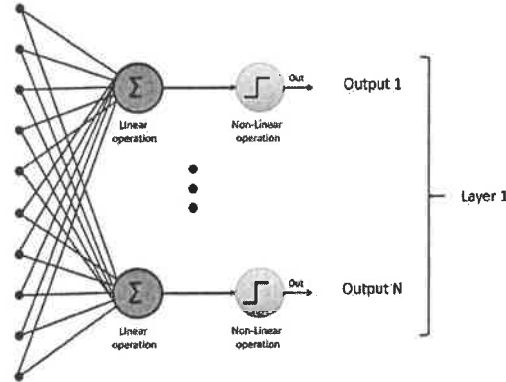 Σ
Out
Output 1
Linear
operation
Non-Linear
operation
Layer 1
Σ
Out
Output N
Linear
operation
Non-Linear
operation